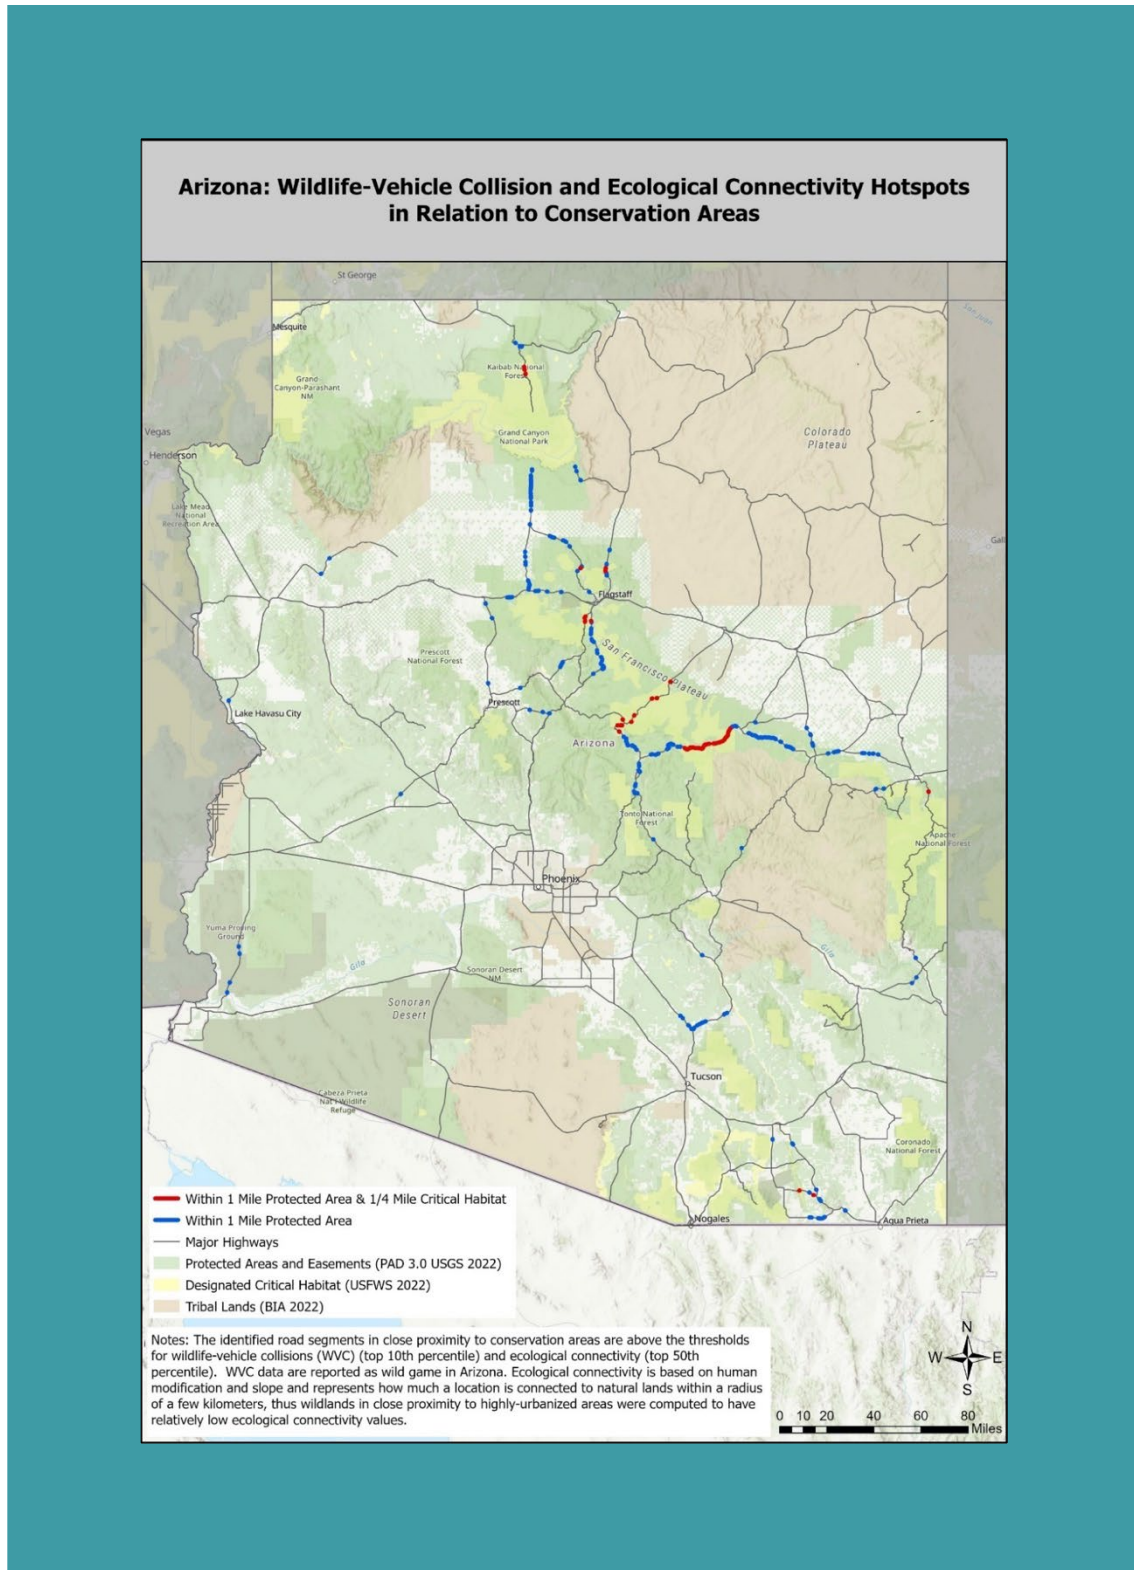 Arizona: Wildlife-Vehicle Collision and Ecological Connectivity Hotspots
in Relation to Conservation Areas
St George
San Juan
Mesquite
Kaibab National
Forest
Grand
Canyon-Parashant
NM
Grand Canyon
National Park
Colorado
Plateau
Vegas
Henderson
Lake Mead
National
Recreation Area
Gall
Flagstaff
San Francisco Plateau
Prescott
National Forest
Prescott
Lake Havasu City
Arizona
Tonto National
Forest
Apache
National Forest
Phoenix
Yuma Proving
Ground
Gila
Gila
Sonoran Desert
NM
Sonoran
Desert
Tucson
Cabeza Prieta
Nat'l Wildlife
Refuge
Coronado
National Forest
Nogales
Agua Prieta
Within 1 Mile Protected Area & 1/4 Mile Critical Habitat
Within 1 Mile Protected Area
Major Highways
Protected Areas and Easements (PAD 3.0 USGS 2022)
Designated Critical Habitat (USFWS 2022)
Tribal Lands (BIA 2022)
Notes: The identified road segments in close proximity to conservation areas are above the thresholds
for wildlife-vehicle collisions (WVC) (top 10th percentile) and ecological connectivity (top 50th
percentile). WVC data are reported as wild game in Arizona. Ecological connectivity is based on human
modification and slope and represents how much a location is connected to natural lands within a radius
of a few kilometers, thus wildlands in close proximity to highly-urbanized areas were computed to have
relatively low ecological connectivity values.
N
W E
S
0 10 20 40 60 80
Miles